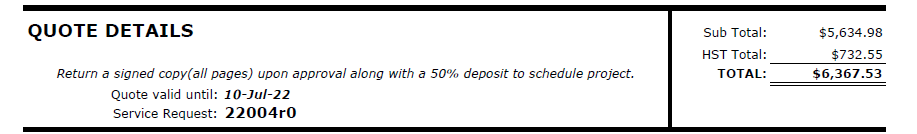 QUOTE DETAILS
Return a signed copy(all pages) upon approval along with a 50% deposit to schedule project.
Quote valid until: 10-Jul-22
Service Request: 22004r0
Sub Total: $5,634.98
HST Total: $732.55
TOTAL: $6,367.53